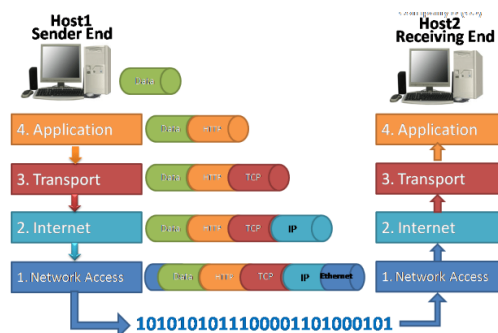 Host1
Sender End
Host2
Receiving End
Data
4. Application
Data HTTP
4. Application
3. Transport
Data HTTP TCP
3. Transport
2. Internet
Data HTTP TCP IP
2. Internet
1. Network Access
Data HTTP TCP IP Ethernet
1. Network Access
1010101011100001101000101